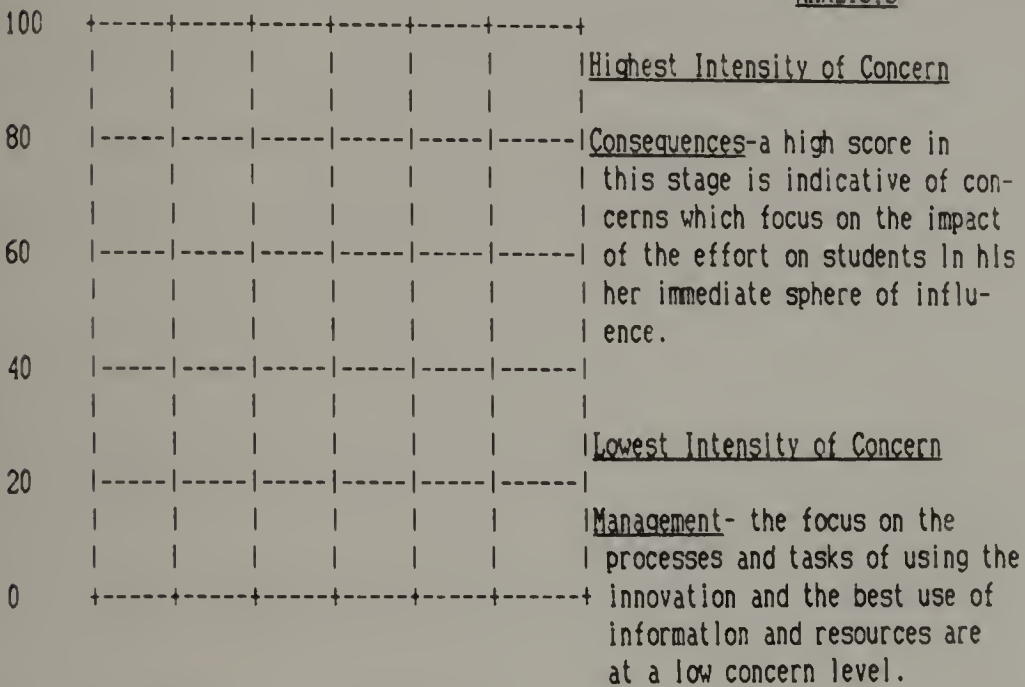 100
Highest Intensity of Concern
80
Consequences-a high score in
this stage is indicative of con-
cerns which focus on the impact
60
of the effort on students in his
her immediate sphere of influ-
ence.
40
Lowest Intensity of Concern
20
Management- the focus on the
processes and tasks of using the
0
innovation and the best use of
information and resources are
at a low concern level.